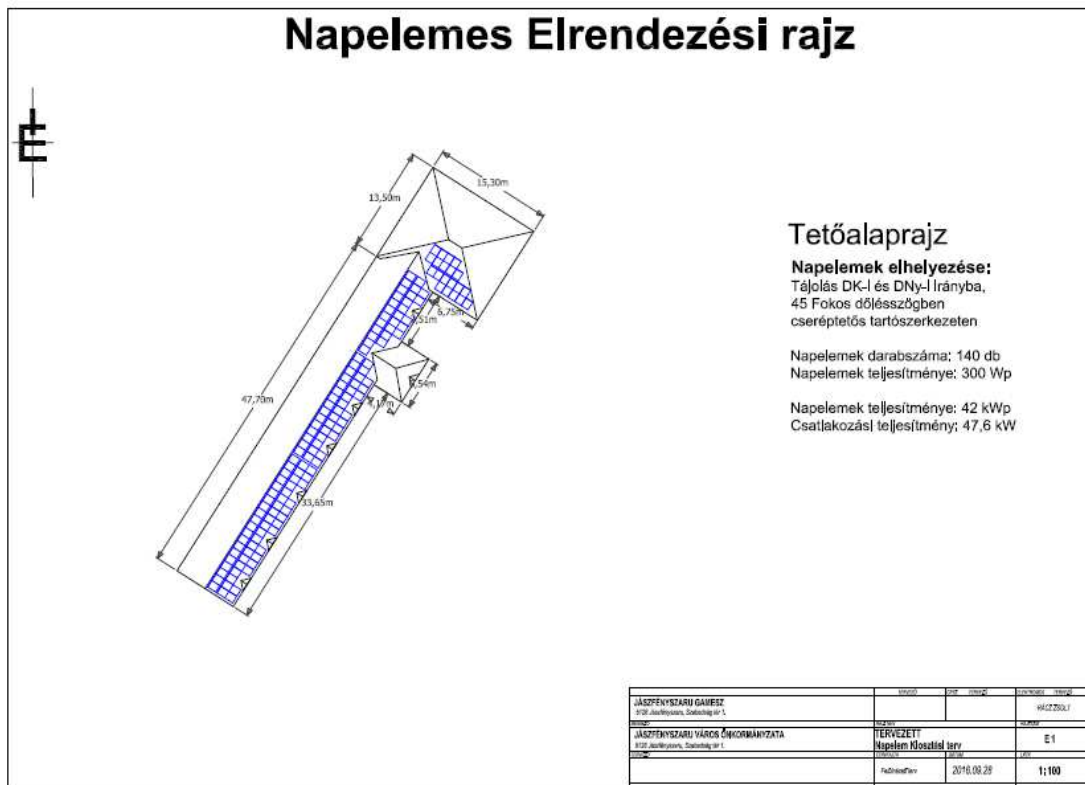 Napelemes Elrendezési rajz
É
15,30m
13,50m
6,75m
47,70m
33,65m
Tetőalaprajz
Napelemek elhelyezése:
Tájolás DK-i és DNy-i Irányba,
45 Fokos dőlésszögben
cseréptetős tartószerkezeten
Napelemek darabszáma: 140 db
Napelemek teljesítménye: 300 Wp
Napelemek teljesítménye: 42 kWp
Csatlakozási teljesítmény: 47,6 kW
JÁSZFÉNYSZARU GAMESZ
JÁSZFÉNYSZARU VÁROS ÖNKORMÁNYZATA
TERVEZETT
Napelem Kiosztási terv
E1
2016.09.28
1:100